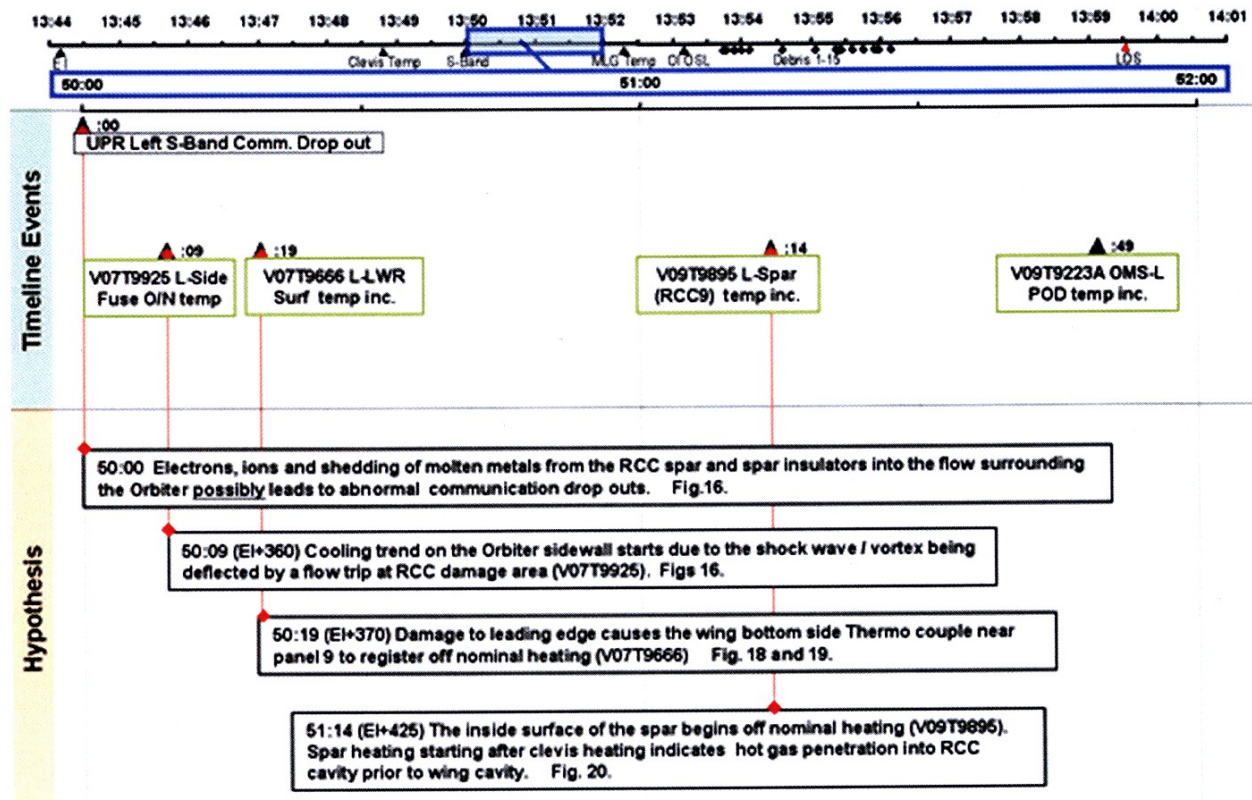 13:44 13:45 13:46 13:47 13:48 13:49 13:50 13:51 13:52 13:53 13:54 13:55 13:56 13:57 13:58 13:59 14:00 14:01
EI Clevis Temp S-Band MLG Temp OI OSL Debris 1-15 LOS
50:00 51:00 52:00
Timeline Events
:00
UPR Left S-Band Comm. Drop out
:09 :19 :14 :49
V07T9925 L-Side
Fuse O/N temp
V07T9666 L-LWR
Surf temp inc.
V09T9895 L-Spar
(RCC9) temp inc.
V09T9223A OMS-L
POD temp inc.
Hypothesis
50:00 Electrons, ions and shedding of molten metals from the RCC spar and spar insulators into the flow surrounding
the Orbiter possibly leads to abnormal communication drop outs. Fig.16.
50:09 (EI+360) Cooling trend on the Orbiter sidewall starts due to the shock wave / vortex being
deflected by a flow trip at RCC damage area (V07T9925). Figs 16.
50:19 (EI+370) Damage to leading edge causes the wing bottom side Thermo couple near
panel 9 to register off nominal heating (V07T9666) Fig. 18 and 19.
51:14 (EI+425) The inside surface of the spar begins off nominal heating (V09T9895).
Spar heating starting after clevis heating indicates hot gas penetration into RCC
cavity prior to wing cavity. Fig. 20.